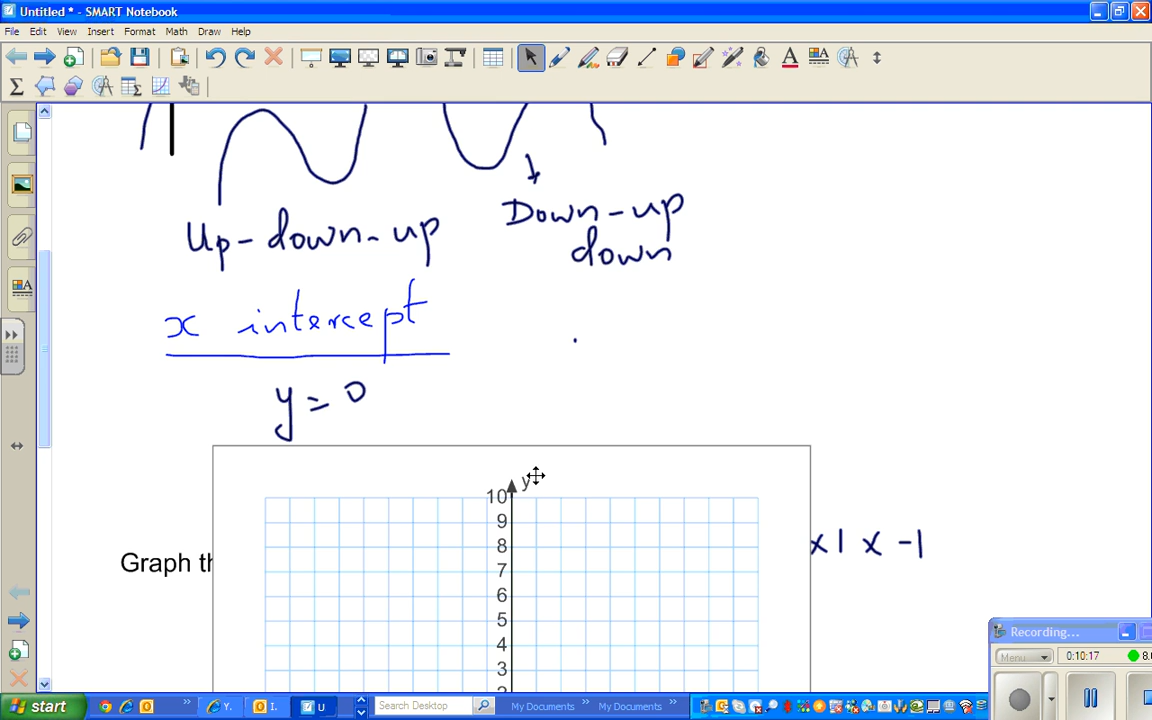 Untitled * - SMART Notebook
File Edit View Insert Format Math Draw Help
Up-down-up
Down-up
down
x intercept
y = 0
y
10
9
8
7
6
5
4
3
Graph th
x1 x -1
Recording...
Menu
0:10:17
8.
start
Y.
I.
U
Search Desktop
My Documents
My Documents